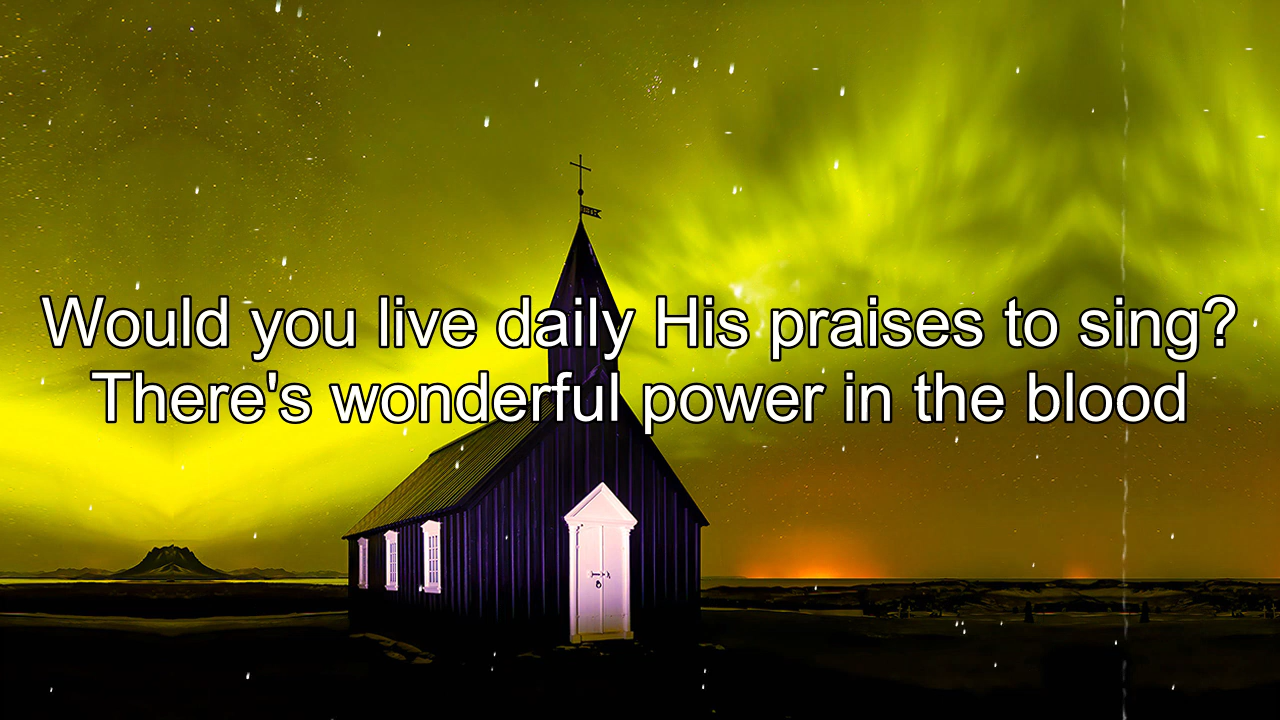 Would you live daily His praises to sing?
There's wonderful power in the blood